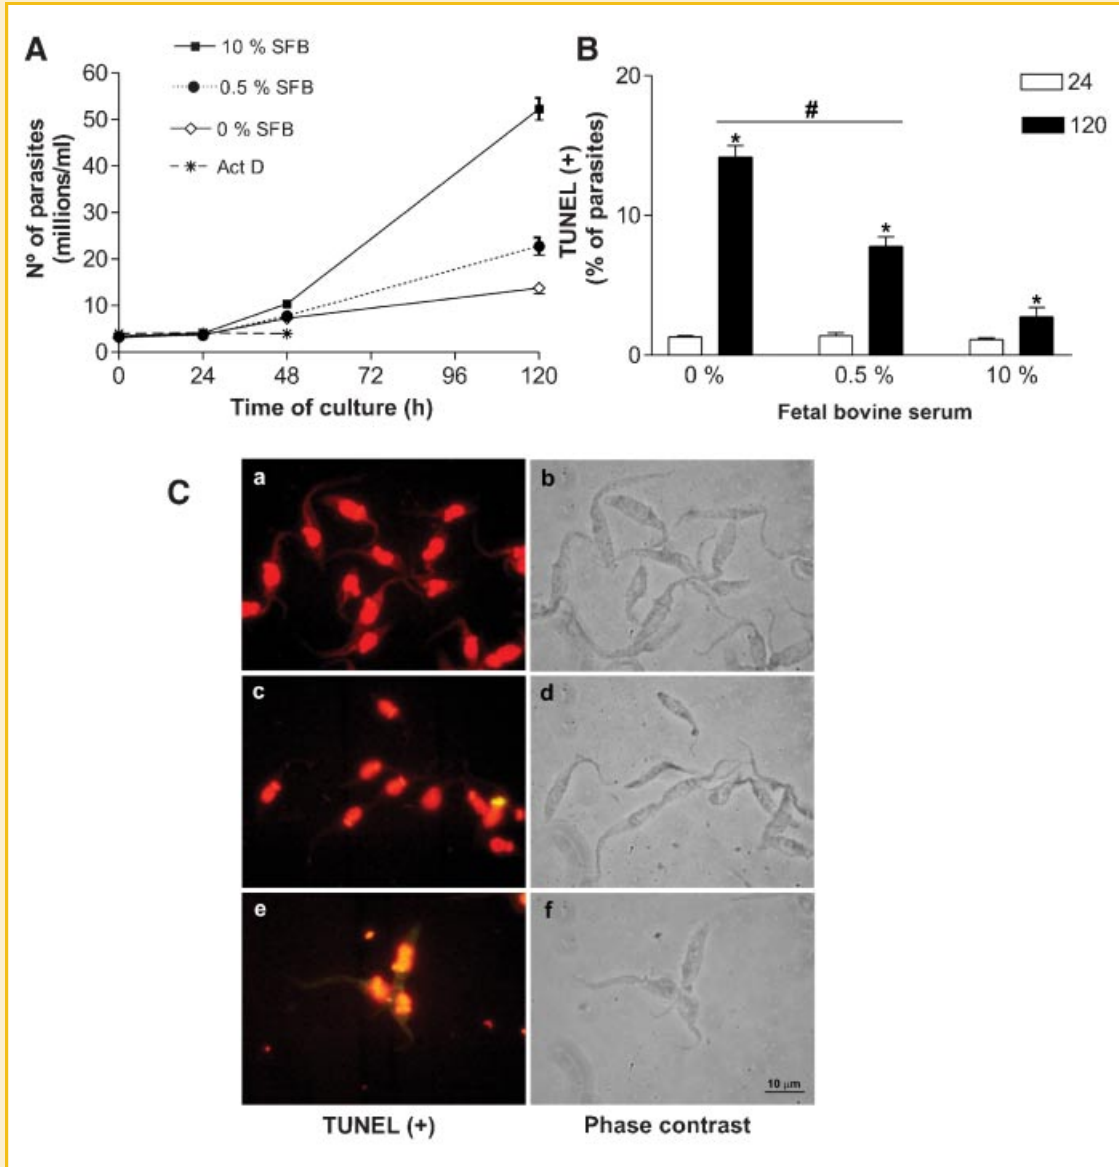 A
10 % SFB
0.5 % SFB
0 % SFB
Act D
Nº of parasites
(millions/ml)
60
50
40
30
20
10
0
0 24 48 72 96 120
Time of culture (h)
B
24
120
TUNEL (+)
(% of parasites)
20
10
0
#
*
*
*
0 % 0.5 % 10 %
Fetal bovine serum
C
a b
c d
e f
10 µm
TUNEL (+) Phase contrast